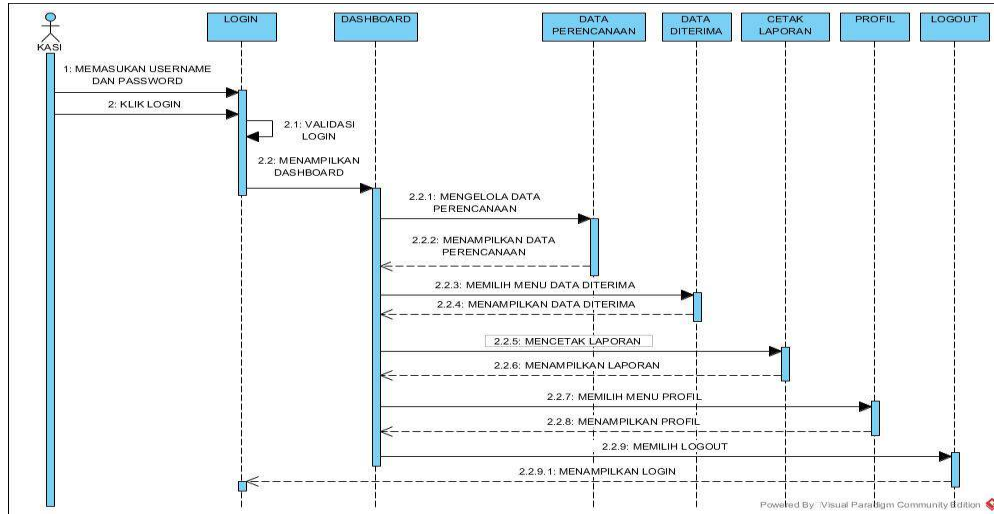 LOGIN
DASHBOARD
DATA
PERENCANAAN
DATA
DITERIMA
CETAK
LAPORAN
PROFIL
LOGOUT
KASI
1: MEMASUKAN USERNAME
DAN PASSWORD
2: KLIK LOGIN
2.1: VALIDASI
LOGIN
2.2: MENAMPILKAN
DASHBOARD
2.2.1: MENGELOLA DATA
PERENCANAAN
2.2.2: MENAMPILKAN DATA
PERENCANAAN
2.2.3: MEMILIH MENU DATA DITERIMA
2.2.4: MENAMPILKAN DATA DITERIMA
2.2.5: MENCETAK LAPORAN
2.2.6: MENAMPILKAN LAPORAN
2.2.7: MEMILIH MENU PROFIL
2.2.8: MENAMPILKAN PROFIL
2.2.9: MEMILIH LOGOUT
2.2.9.1: MENAMPILKAN LOGIN
Powered By Visual Paradigm Community Edition